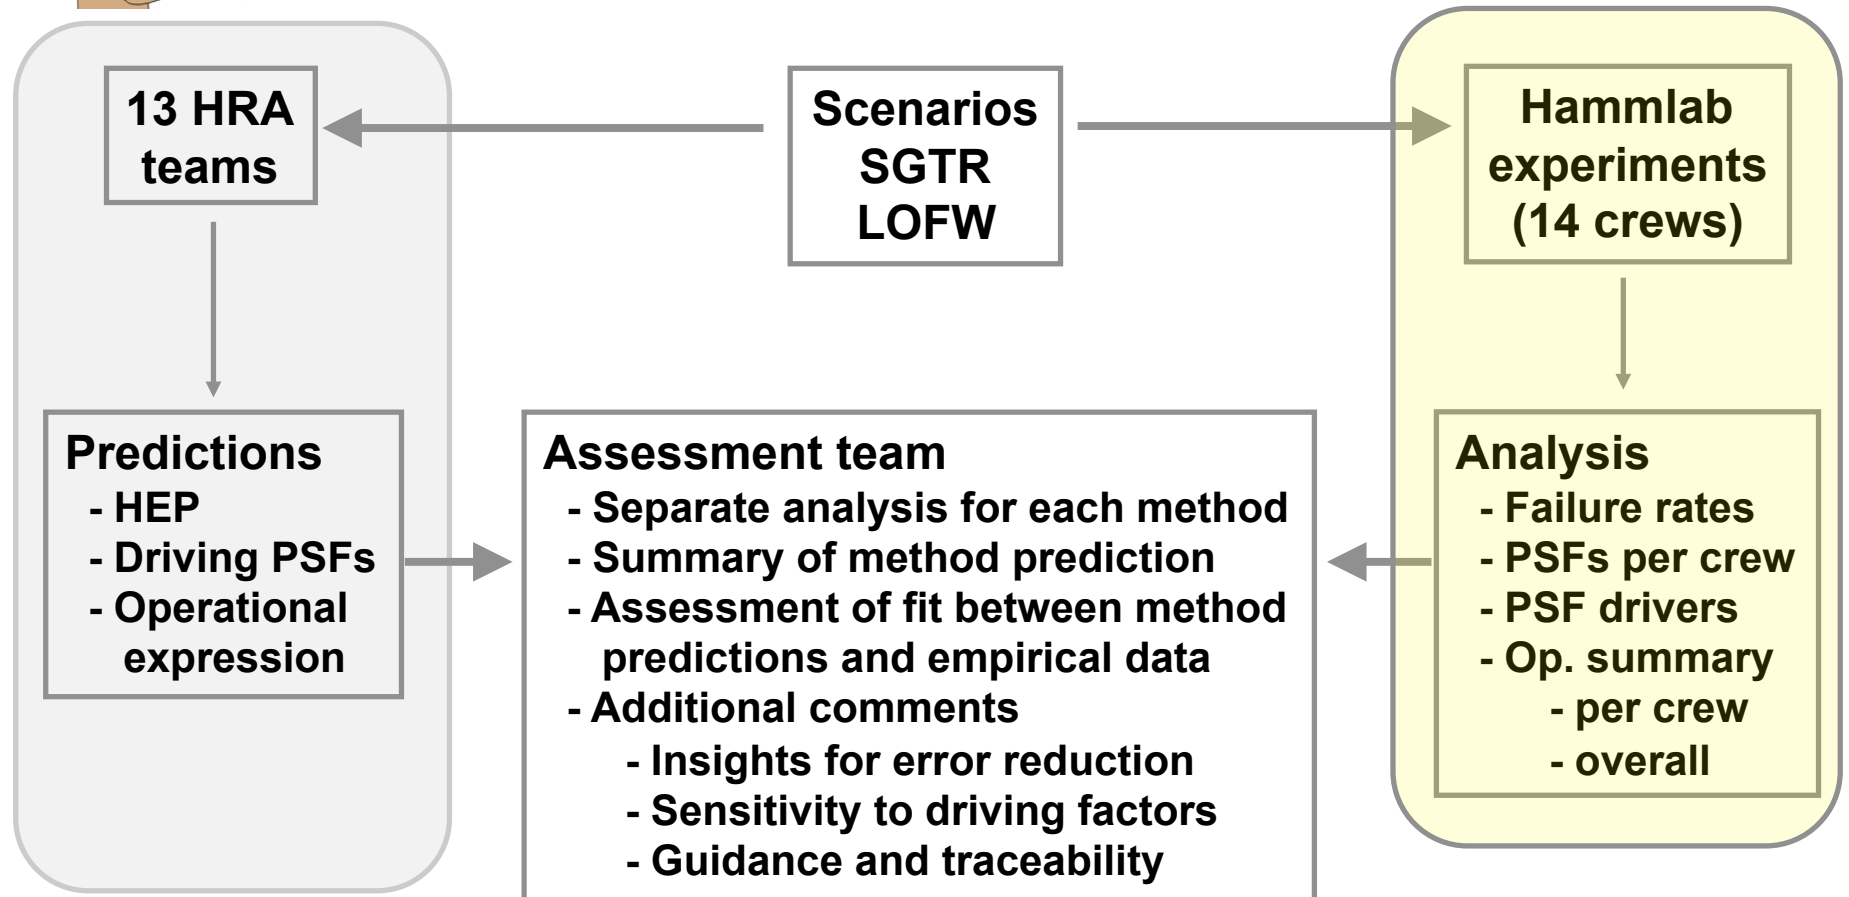 13 HRA
teams
Scenarios
SGTR
LOFW
Hammlab
experiments
(14 crews)
Predictions
- HEP
- Driving PSFs
- Operational
expression
Assessment team
- Separate analysis for each method
- Summary of method prediction
- Assessment of fit between method
predictions and empirical data
- Additional comments
- Insights for error reduction
- Sensitivity to driving factors
- Guidance and traceability
Analysis
- Failure rates
- PSFs per crew
- PSF drivers
- Op. summary
- per crew
- overall